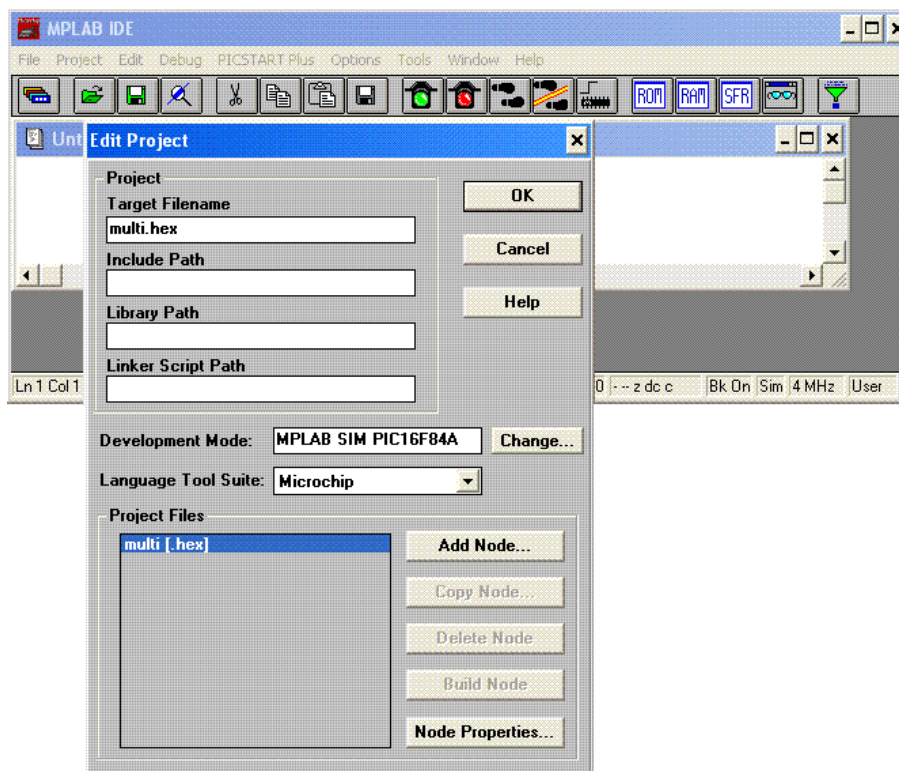 MPLAB IDE
File Project Edit Debug PICSTART Plus Options Tools Window Help
ROM RAM SFR
Unt
Edit Project
Project
Target Filename
multi.hex
Include Path
Library Path
Linker Script Path
OK
Cancel
Help
Ln 1 Col 1
0 - -- z dc c Bk On Sim 4 MHz User
Development Mode: MPLAB SIM PIC16F84A Change...
Language Tool Suite: Microchip
Project Files
multi [.hex]
Add Node...
Copy Node...
Delete Node
Build Node
Node Properties...